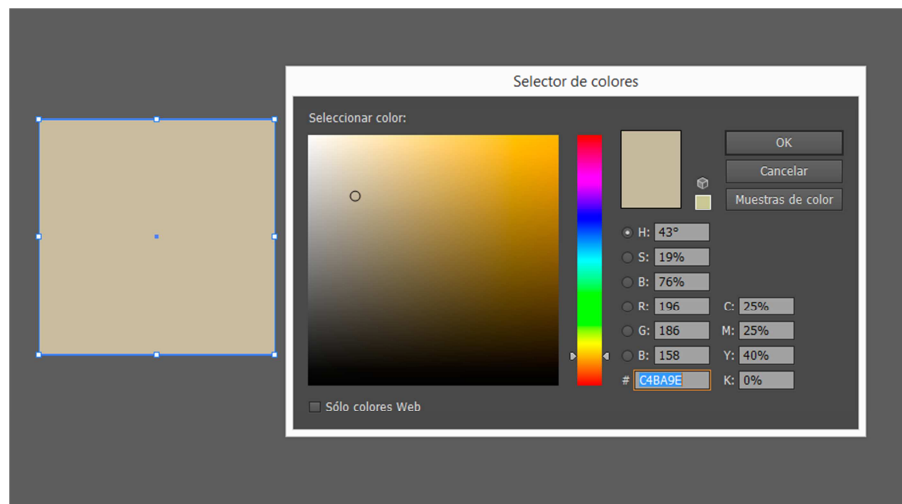 Selector de colores
Seleccionar color:
OK
Cancelar
Muestras de color
H: 43°
S: 19%
B: 76%
R: 196 C: 25%
G: 186 M: 25%
B: 158 Y: 40%
# C4BA9E K: 0%
Sólo colores Web